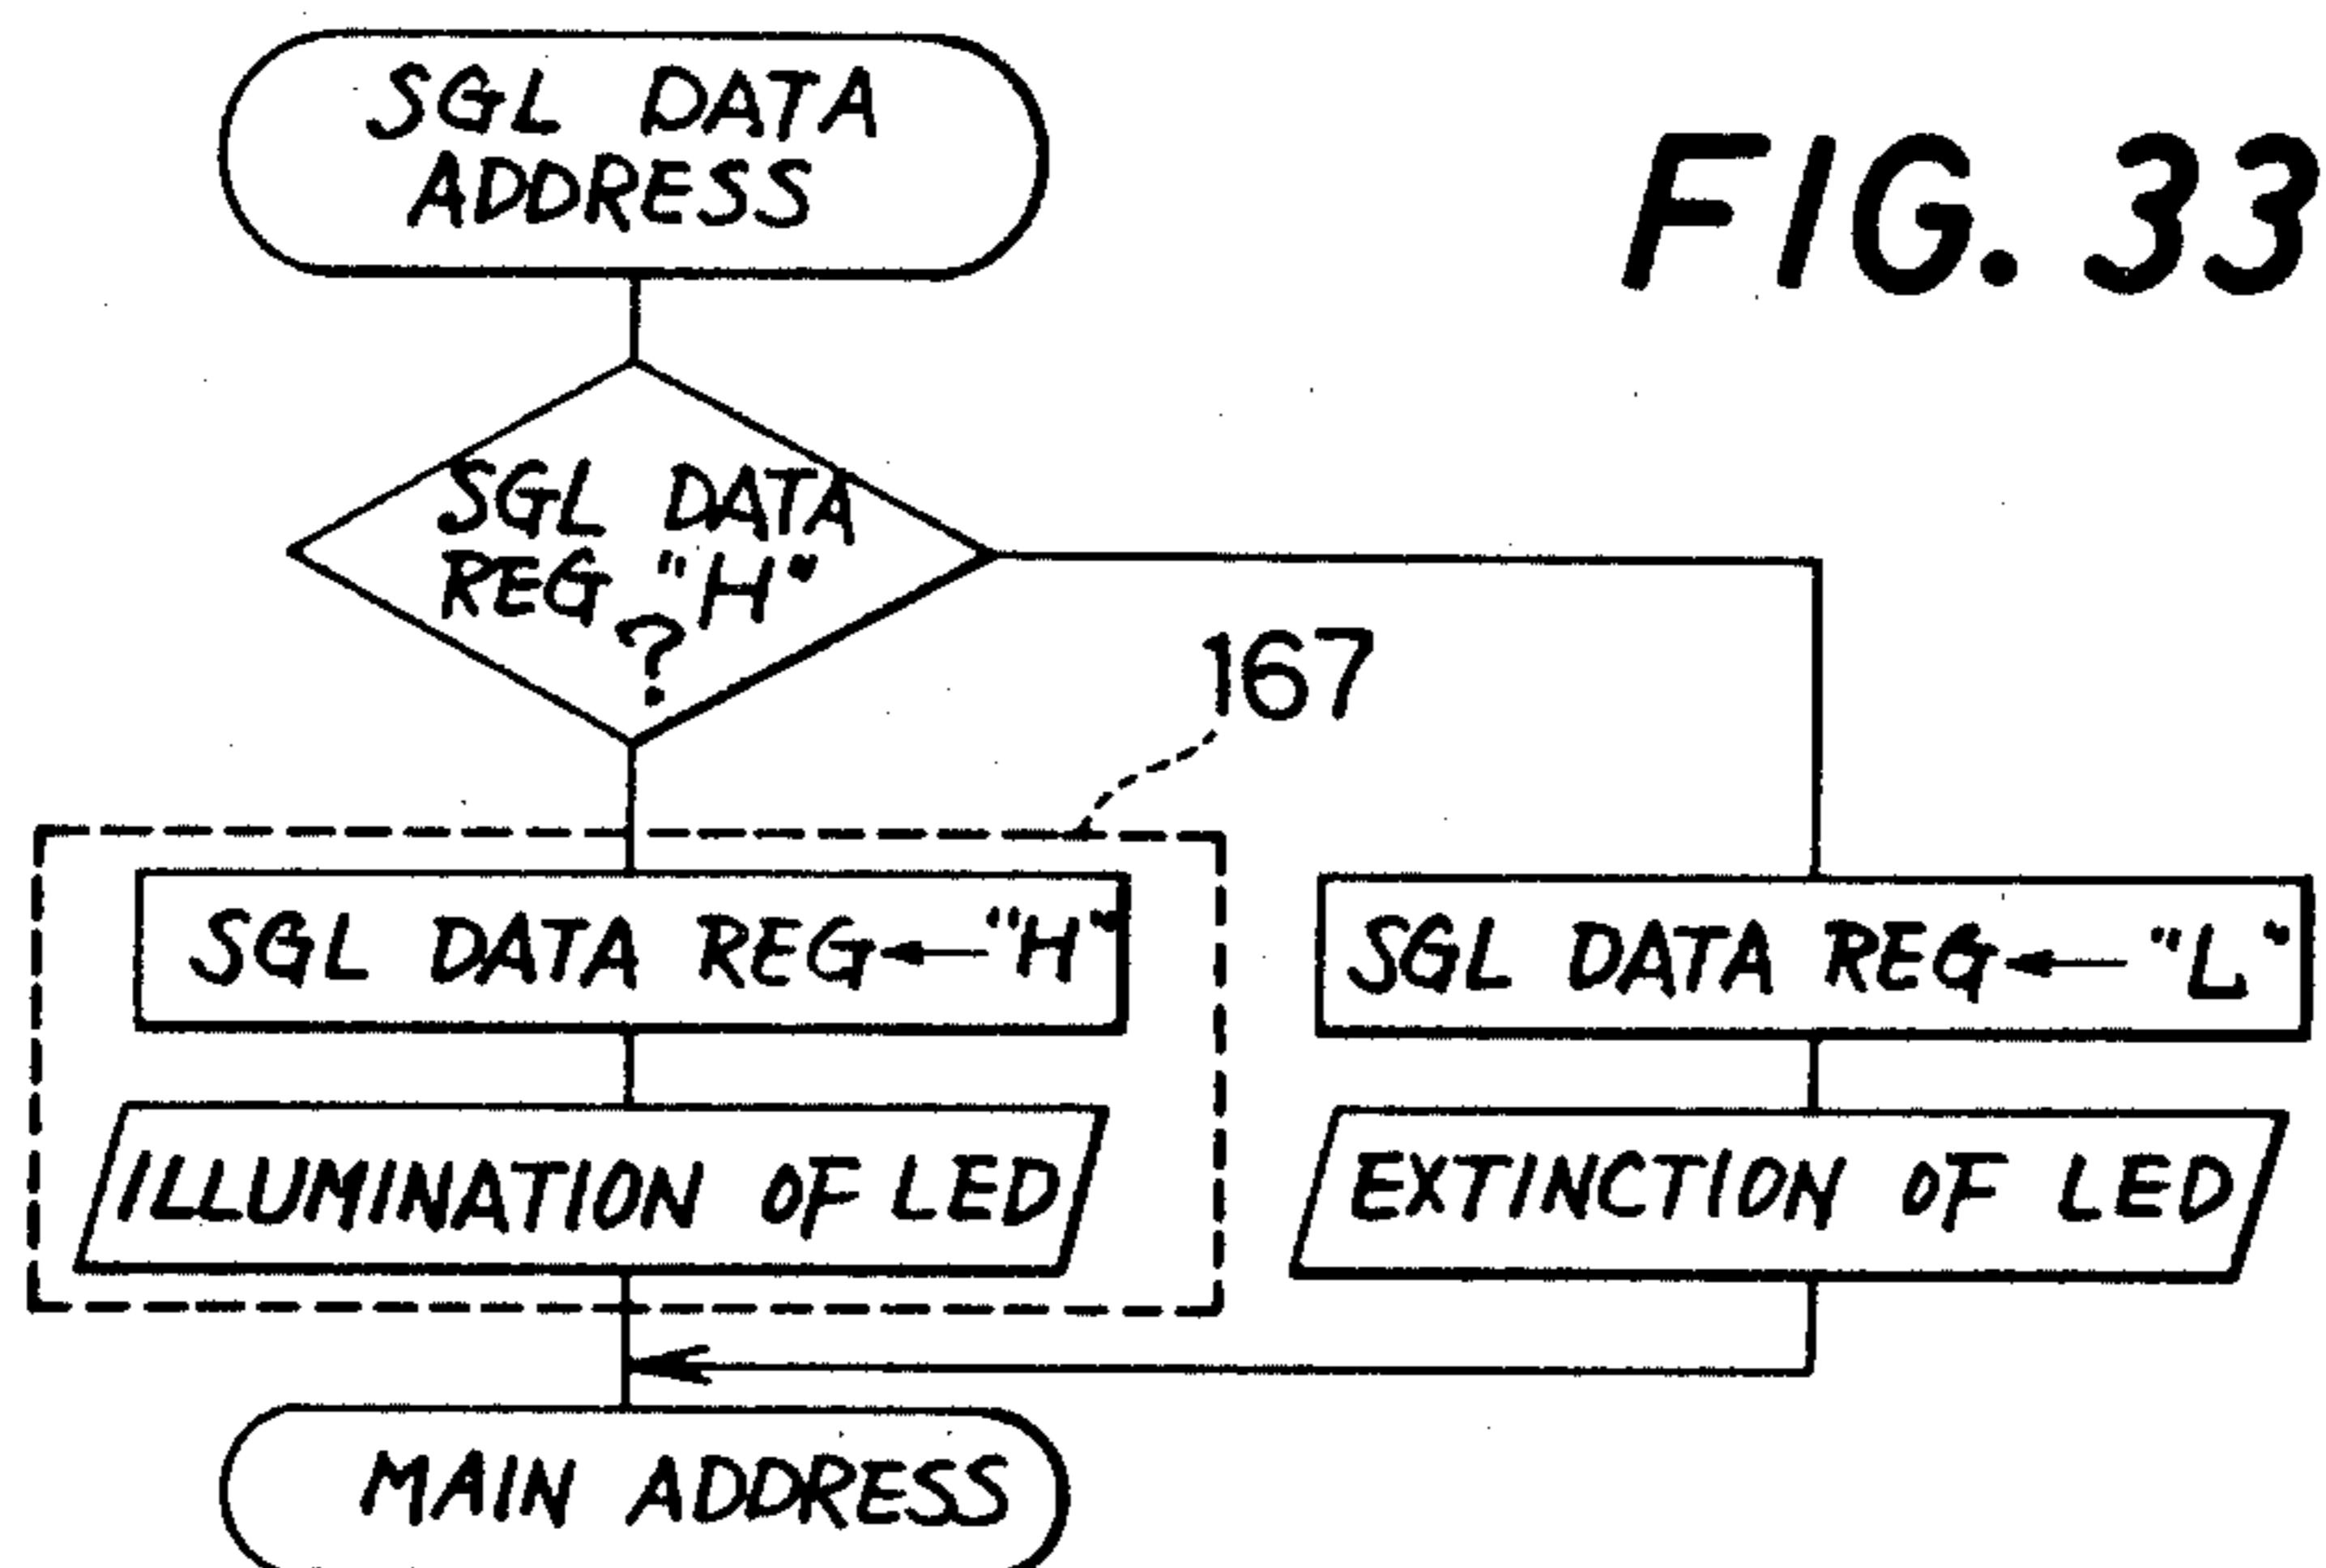 SGL DATA
ADDRESS
FIG. 33
SGL DATA
REG "H"
?
167
SGL DATA REG ← "H"
SGL DATA REG ← "L"
ILLUMINATION OF LED
EXTINCTION OF LED
MAIN ADDRESS